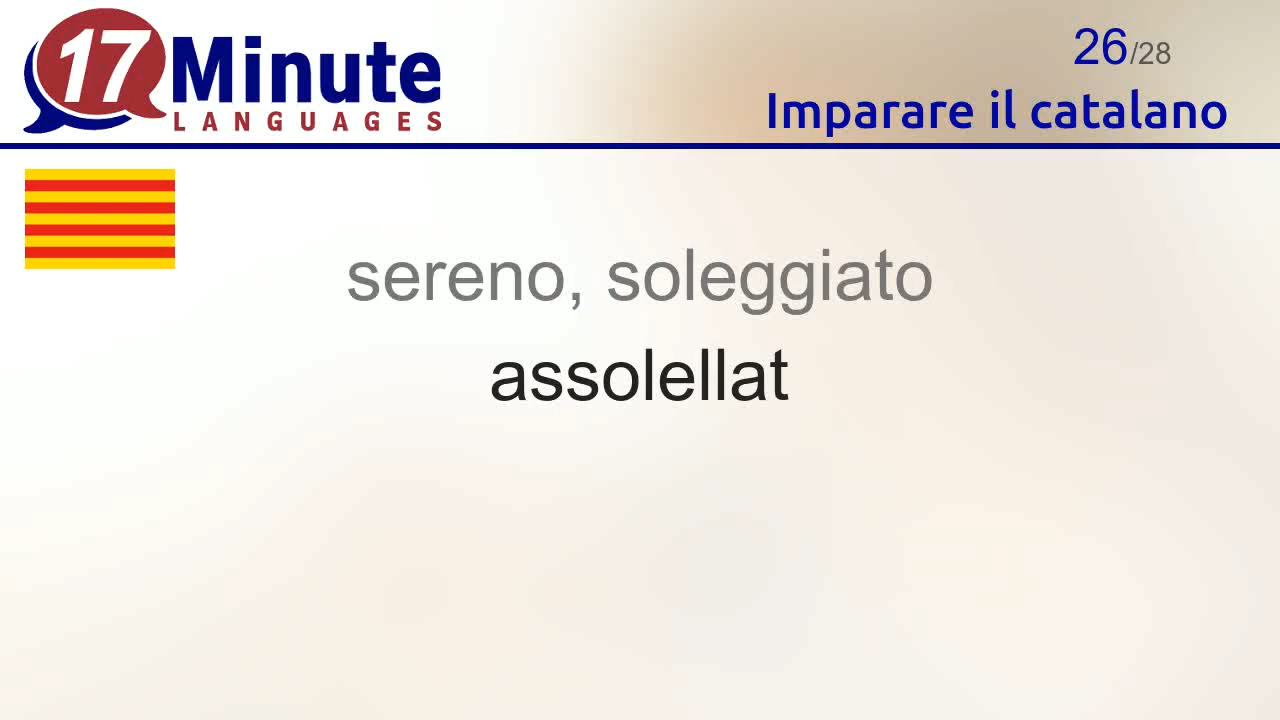 17 Minute
LANGUAGES
26/28
Imparare il catalano
sereno, soleggiato
assolellat